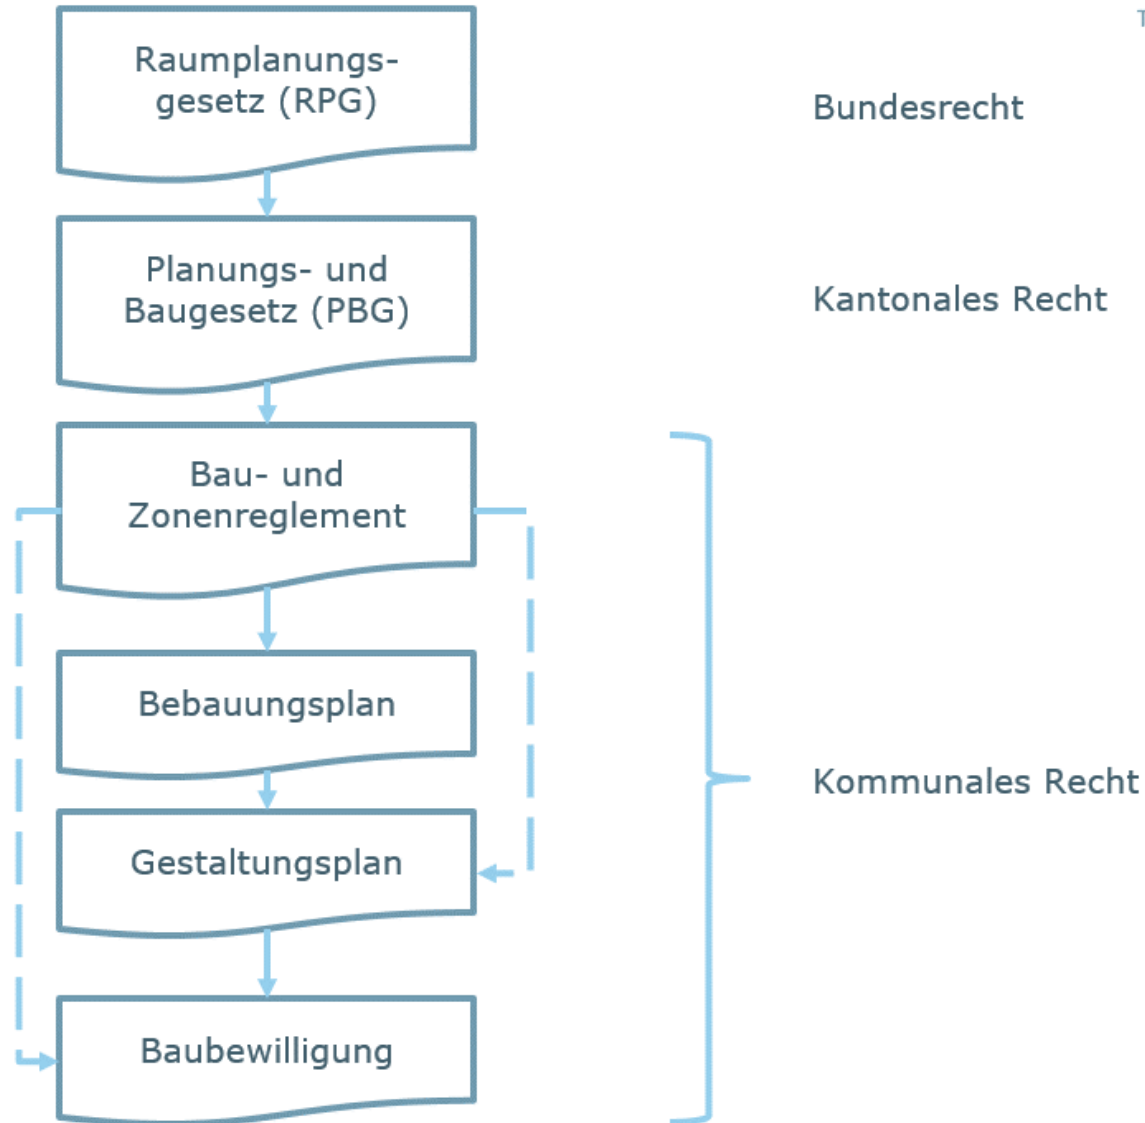 Raumplanungs-
gesetz (RPG)
Bundesrecht
Planungs- und
Baugesetz (PBG)
Kantonales Recht
Bau- und
Zonenreglement
Bebauungsplan
Kommunales Recht
Gestaltungsplan
Baubewilligung